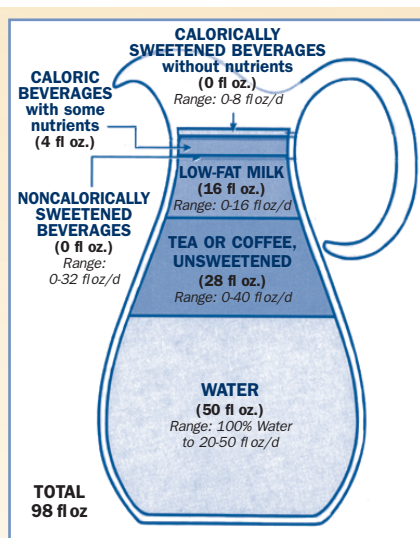 CALORICALLY
SWEETENED BEVERAGES
without nutrients
(0 fl oz.)
Range: 0-8 fl oz/d
CALORIC
BEVERAGES
with some
nutrients
(4 fl oz.)
NONCALORICALLY
SWEETENED
BEVERAGES
(0 fl oz.)
Range:
0-32 fl oz/d
LOW-FAT MILK
(16 fl oz.)
Range: 0-16 fl oz/d
TEA OR COFFEE,
UNSWEETENED
(28 fl oz.)
Range: 0-40 fl oz/d
WATER
(50 fl oz.)
Range: 100% Water
to 20-50 fl oz/d
TOTAL
98 fl oz